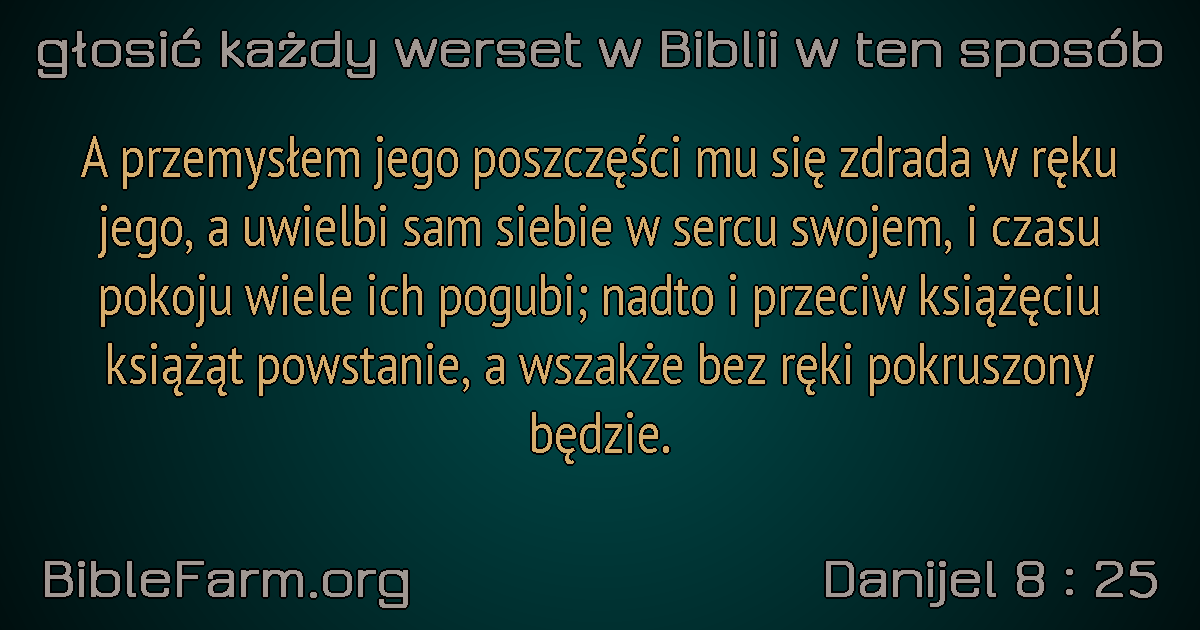 głosić każdy werset w Biblii w ten sposób
A przemysłem jego poszczęści mu się zdrada w ręku
jego, a uwielbi sam siebie w sercu swojem, i czasu
pokoju wiele ich pogubi; nadto i przeciw książęciu
książąt powstanie, a wszakże bez ręki pokruszony
będzie.
BibleFarm.org
Danijel 8 : 25